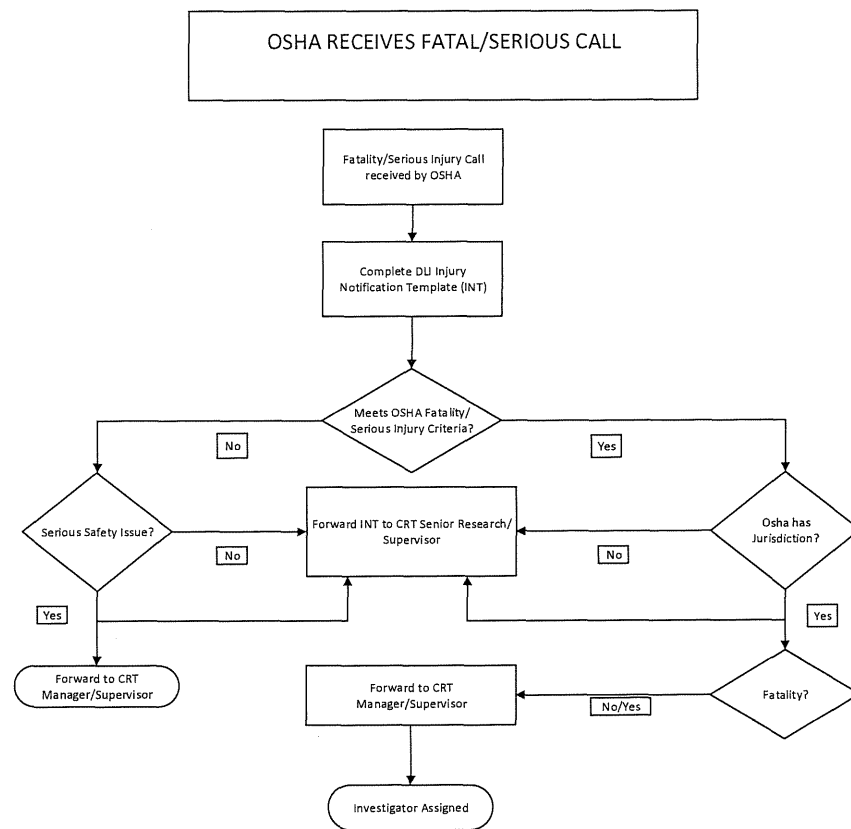 OSHA RECEIVES FATAL/SERIOUS CALL
Fatality/Serious Injury Call
received by OSHA
Complete DLI Injury
Notification Template (INT)
Meets OSHA Fatality/
Serious Injury Criteria?
No
Yes
Serious Safety Issue?
No
Forward INT to CRT Senior Research/
Supervisor
No
Osha has
Jurisdiction?
Yes
Yes
Forward to CRT
Manager/Supervisor
Forward to CRT
Manager/Supervisor
No/Yes
Fatality?
Investigator Assigned